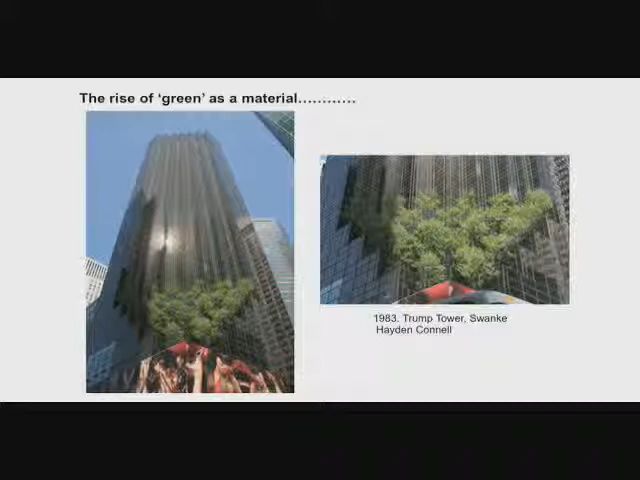 The rise of ‘green’ as a material…………
1983. Trump Tower, Swanke
Hayden Connell